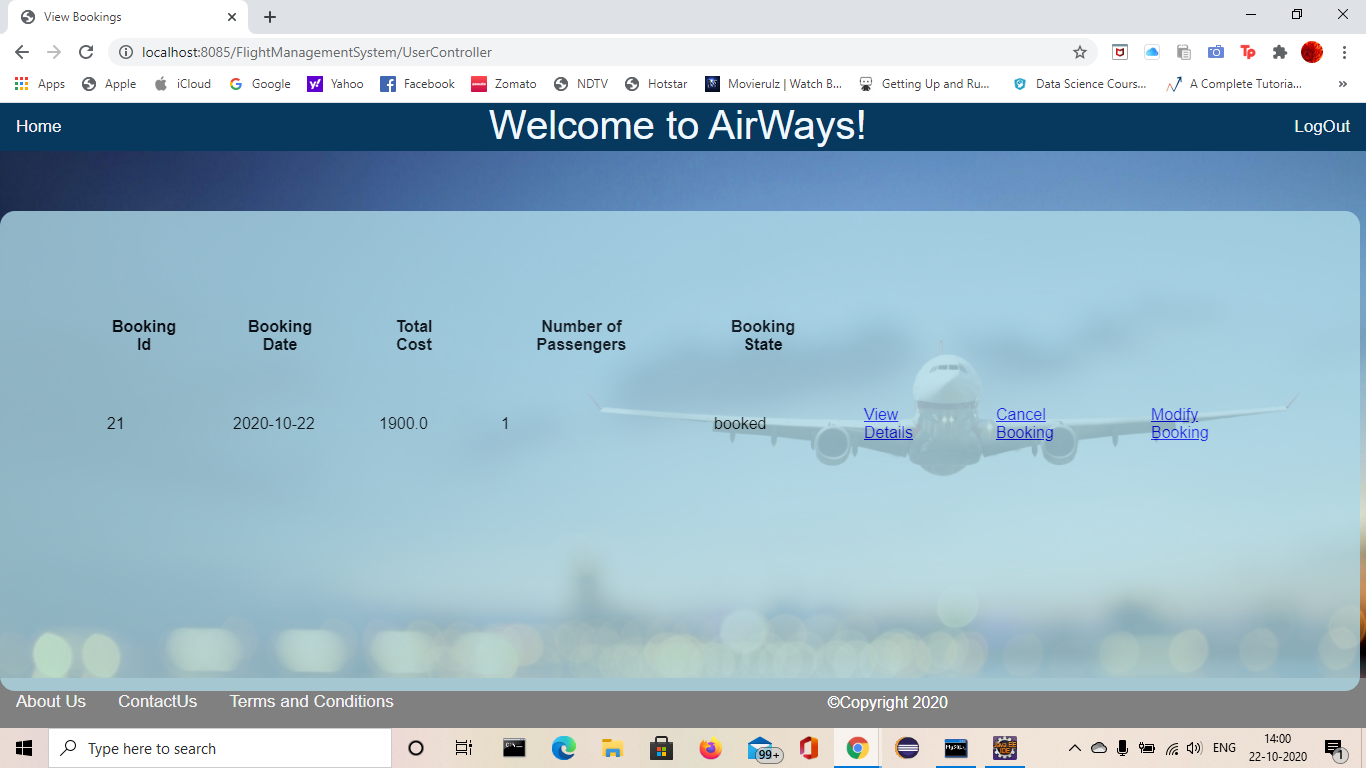 View Bookings
localhost:8085/FlightManagementSystem/UserController
Apps Apple iCloud Google Yahoo Facebook Zomato NDTV Hotstar Movierulz | Watch B... Getting Up and Ru... Data Science Cours... A Complete Tutoria... »
Home Welcome to AirWays! LogOut
Booking Id
Booking Date
Total Cost
Number of Passengers
Booking State
21 2020-10-22 1900.0 1 booked View Details Cancel Booking Modify Booking
About Us ContactUs Terms and Conditions ©Copyright 2020
Type here to search
99+
ENG
14:00
22-10-2020
1